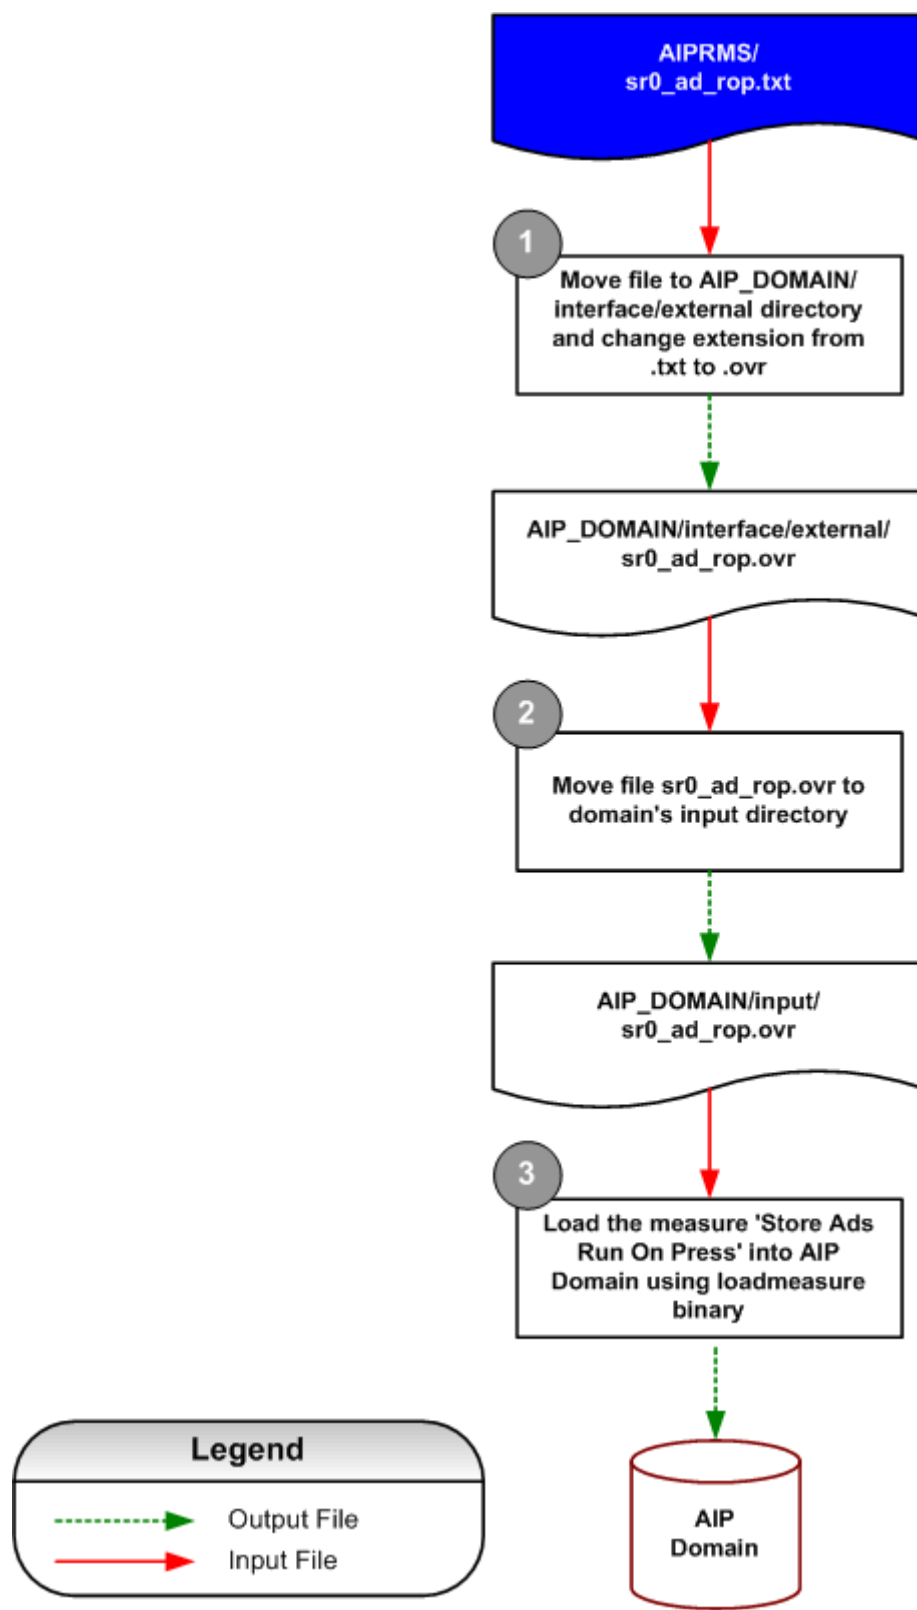 AIPRMS/
sr0_ad_rop.txt
1
Move file to AIP_DOMAIN/
interface/external directory
and change extension from
.txt to .ovr
AIP_DOMAIN/interface/external/
sr0_ad_rop.ovr
2
Move file sr0_ad_rop.ovr to
domain's input directory
AIP_DOMAIN/input/
sr0_ad_rop.ovr
3
Load the measure 'Store Ads
Run On Press' into AIP
Domain using loadmeasure
binary
AIP
Domain
Legend
Output File
Input File